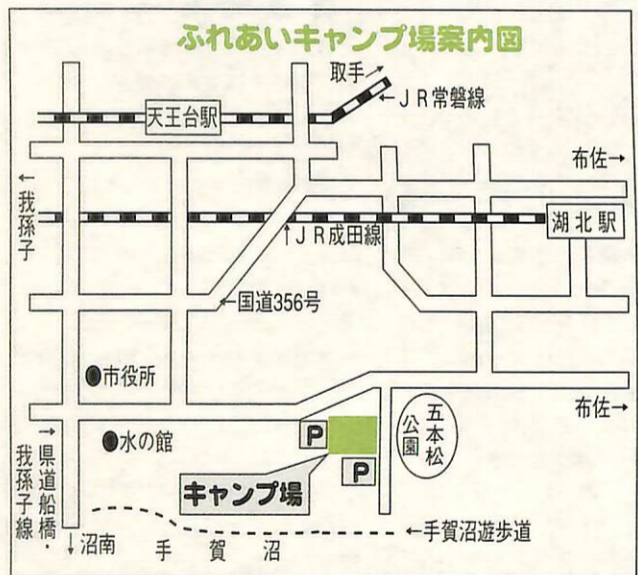 ふれあいキャンプ場案内図
取手→
←JR常磐線
天王台駅
布佐→
←我孫子
湖北駅
↑JR成田線
←国道356号
●市役所
布佐→
●水の館
P
五本松
公園
P
キャンプ場
→県道船橋・
我孫子線
←手賀沼遊歩道
↓沼南
手賀沼